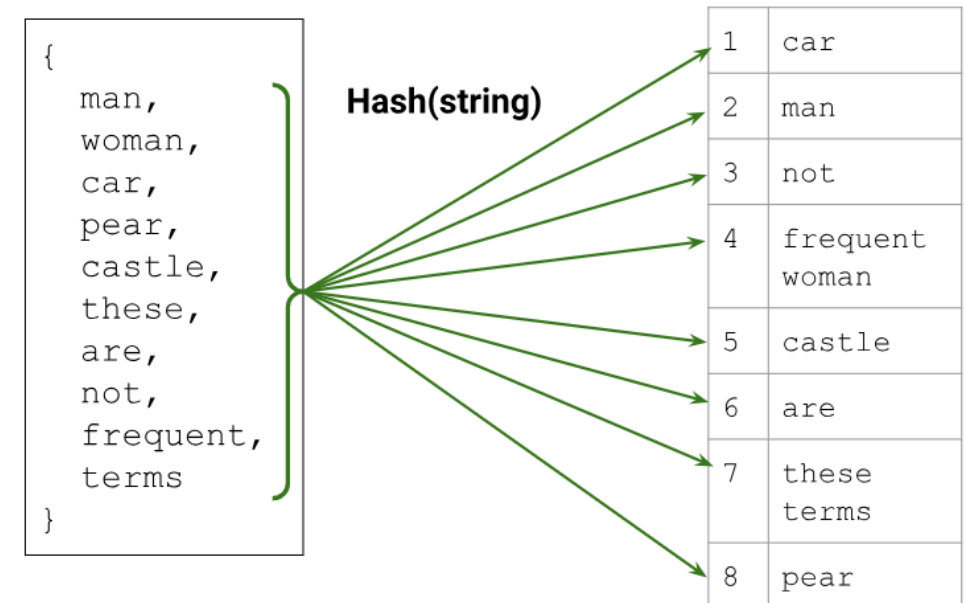 {
man,
woman,
car,
pear,
castle,
these,
are,
not,
frequent,
terms
}
Hash(string)
1 car
2 man
3 not
4 frequent
woman
5 castle
6 are
7 these
terms
8 pear